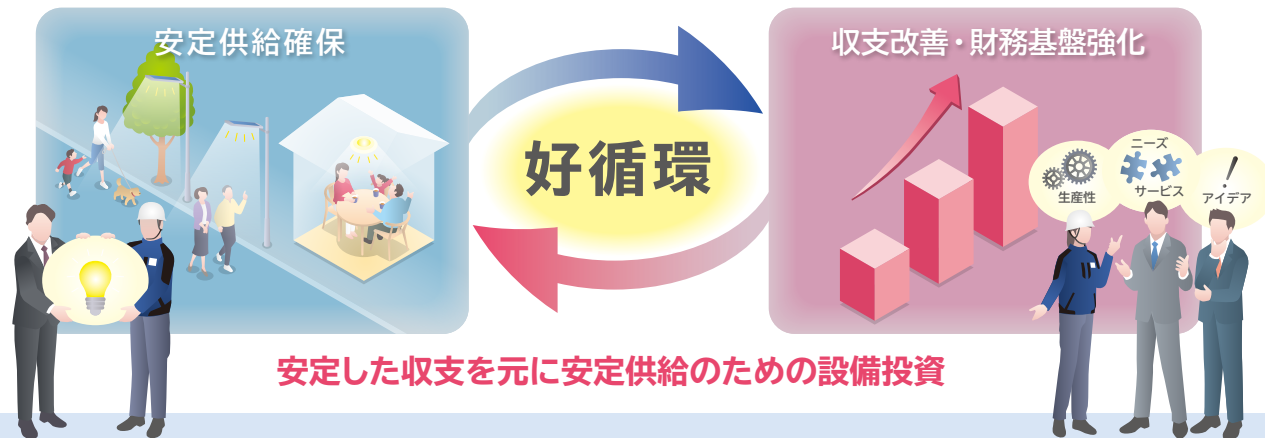 安定供給確保
収支改善・財務基盤強化
好循環
生産性
ニーズ
サービス
アイデア
安定した収支を元に安定供給のための設備投資